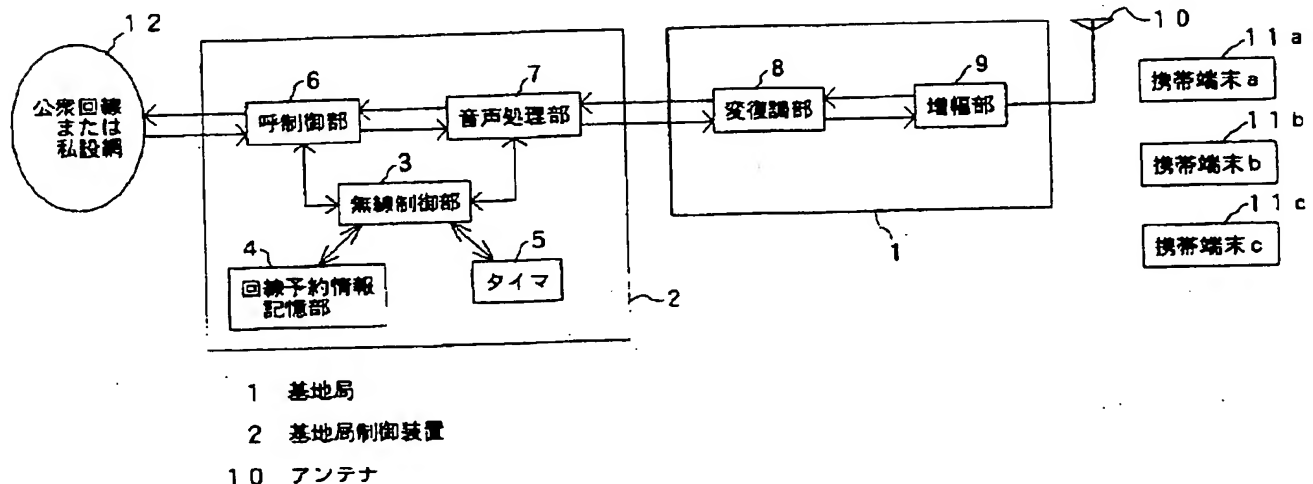 12
公衆回線
または
私設網
6
呼制御部
7
音声処理部
3
無線制御部
4
回線予約情報
記憶部
5
タイマ
2
8
変復調部
9
増幅部
1
10
11a
携帯端末a
11b
携帯端末b
11c
携帯端末c
1 基地局
2 基地局制御装置
10 アンテナ